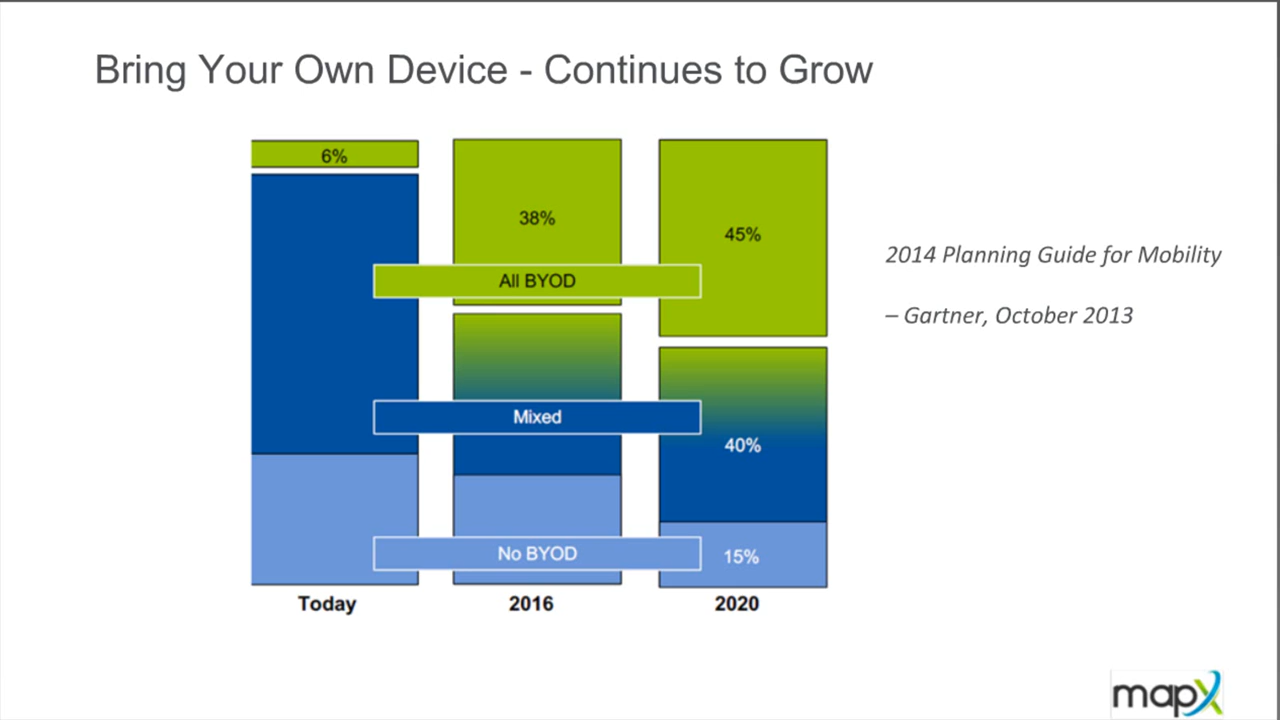 Bring Your Own Device - Continues to Grow
6%
38%
45%
All BYOD
2014 Planning Guide for Mobility
– Gartner, October 2013
Mixed
40%
No BYOD
15%
Today
2016
2020
mapx